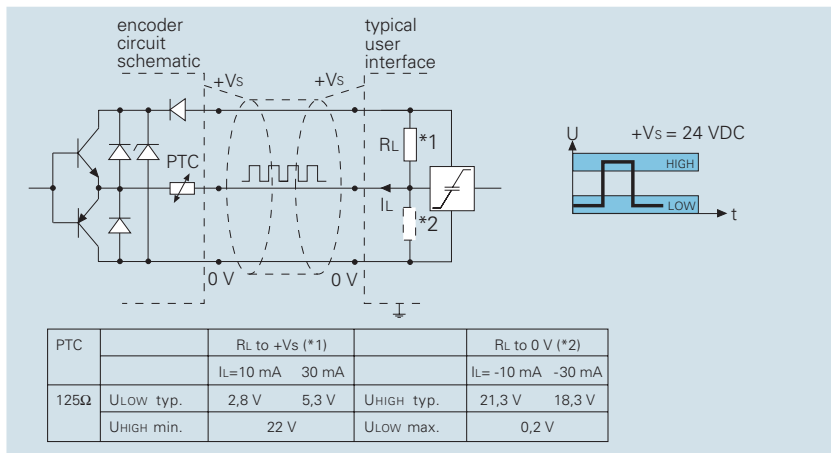 encoder
circuit
schematic
typical
user
interface
+Vs
+Vs
PTC
RL
*1
IL
*2
0 V
0 V
U
+Vs = 24 VDC
HIGH
LOW
t
PTC RL to +Vs (*1) RL to 0 V (*2)
IL=10 mA 30 mA IL= -10 mA -30 mA
125Ω ULOW typ. 2,8 V 5,3 V UHIGH typ. 21,3 V 18,3 V
UHIGH min. 22 V ULOW max. 0,2 V